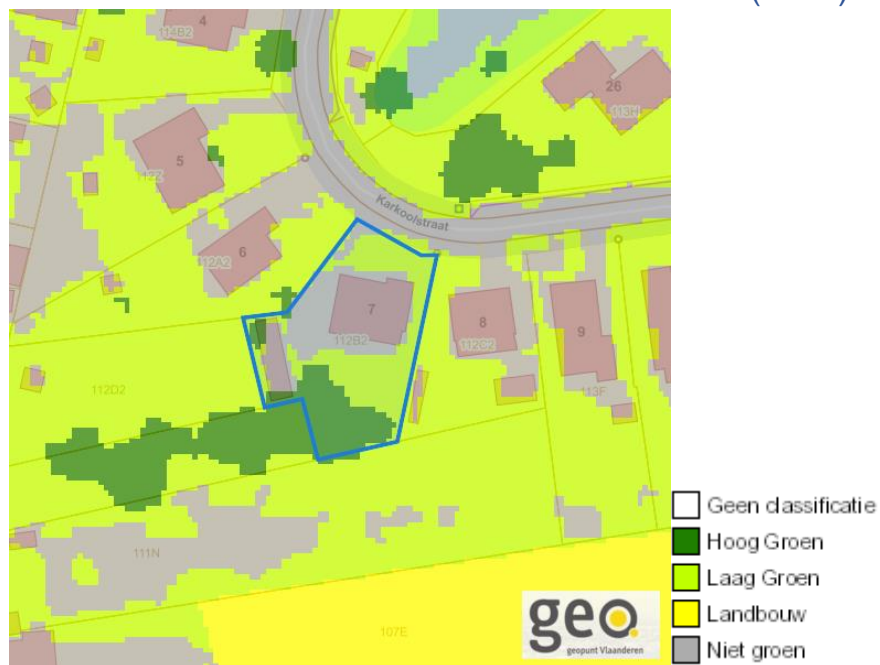 4
114B2
26
113H
5
112Z
Karkoolstraat
6
112A2
7
112B2
8
112C2
9
113F
112D2
111N
107E
geo
geopunt Vlaanderen
Geen classificatie
Hoog Groen
Laag Groen
Landbouw
Niet groen